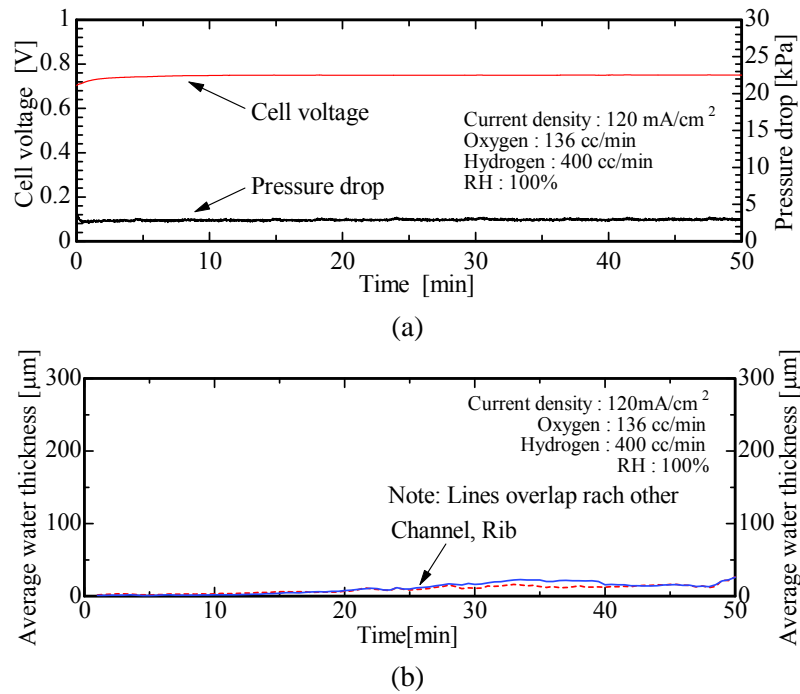 Cell voltage [V]
1
0.8
0.6
0.4
0.2
0
Cell voltage
Pressure drop
Current density : 120 mA/cm 2
Oxygen : 136 cc/min
Hydrogen : 400 cc/min
RH : 100%
30
25
20
15
10
5
0
Pressure drop [kPa]
0 10 20 30 40 50
Time [min]
(a)
Average water thickness [μm]
300
200
100
0
Current density : 120mA/cm 2
Oxygen : 136 cc/min
Hydrogen : 400 cc/min
RH : 100%
Note: Lines overlap rach other
Channel, Rib
300
200
100
0
Average water thickness [μm]
0 10 20 30 40 50
Time[min]
(b)